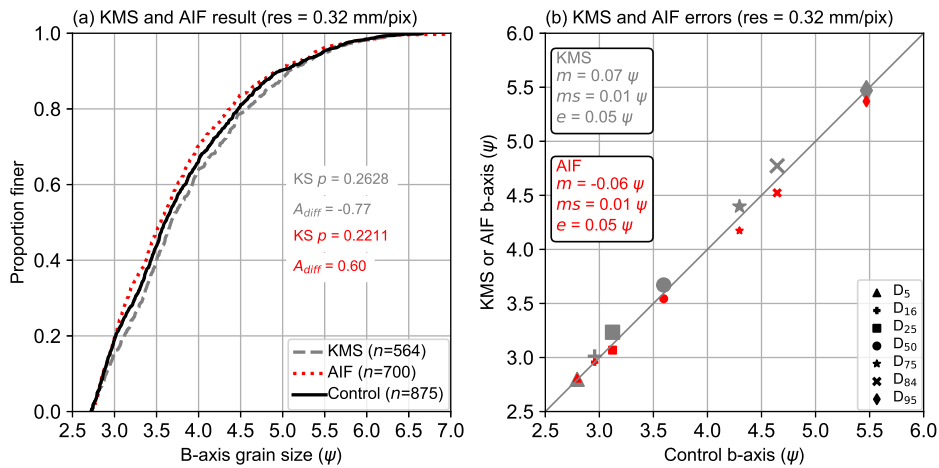 (a) KMS and AIF result (res = 0.32 mm/pix)
1.0
0.8
0.6
0.4
0.2
0.0
Proportion finer
KS p = 0.2628
A_diff = -0.77
KS p = 0.2211
A_diff = 0.60
KMS (n=564)
AIF (n=700)
Control (n=875)
2.5 3.0 3.5 4.0 4.5 5.0 5.5 6.0 6.5 7.0
B-axis grain size (ψ)
(b) KMS and AIF errors (res = 0.32 mm/pix)
6.0
5.5
5.0
4.5
4.0
3.5
3.0
2.5
KMS or AIF b-axis (ψ)
KMS
m = 0.07 ψ
ms = 0.01 ψ
e = 0.05 ψ
AIF
m = -0.06 ψ
ms = 0.01 ψ
e = 0.05 ψ
D5
D16
D25
D50
D75
D84
D95
2.5 3.0 3.5 4.0 4.5 5.0 5.5 6.0
Control b-axis (ψ)